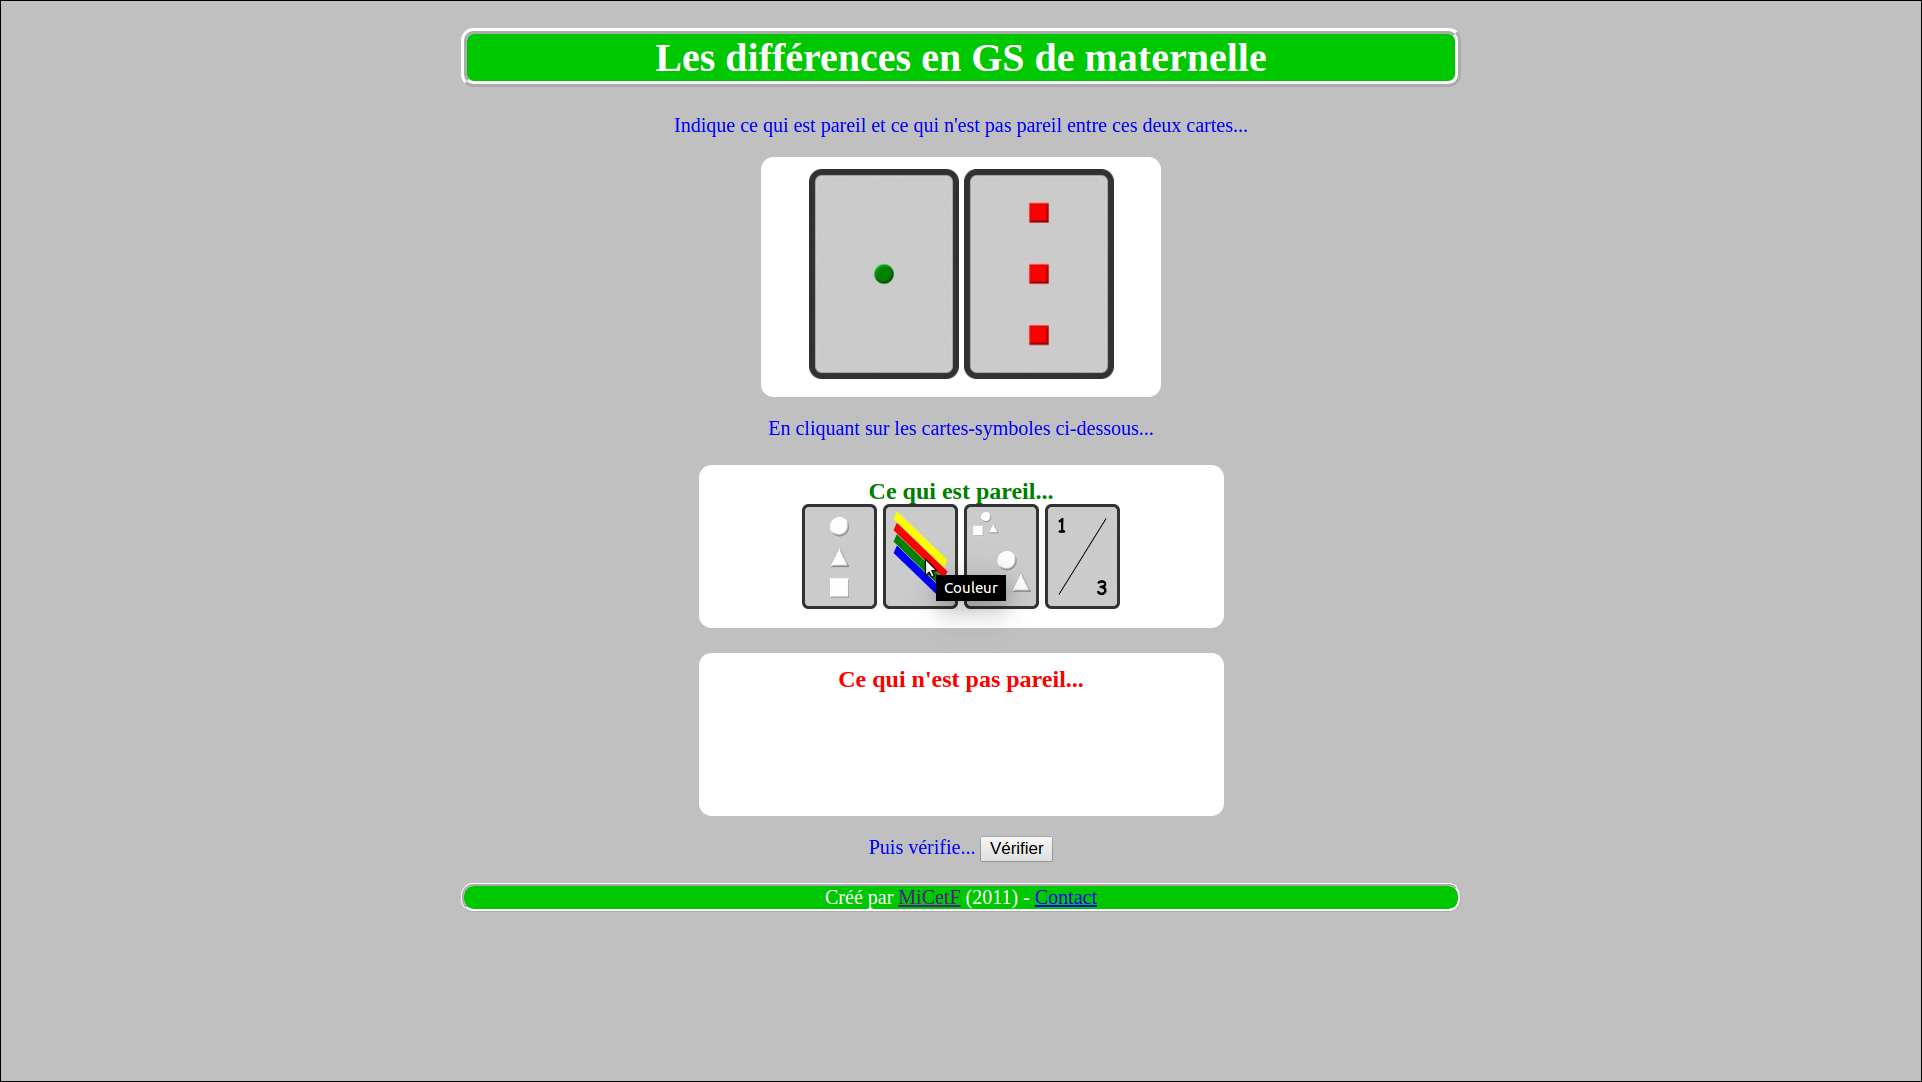 Les différences en GS de maternelle
Indique ce qui est pareil et ce qui n'est pas pareil entre ces deux cartes...
En cliquant sur les cartes-symboles ci-dessous...
Ce qui est pareil...
1
3
Couleur
Ce qui n'est pas pareil...
Puis vérifie... Vérifier
Créé par MiCetF (2011) - Contact